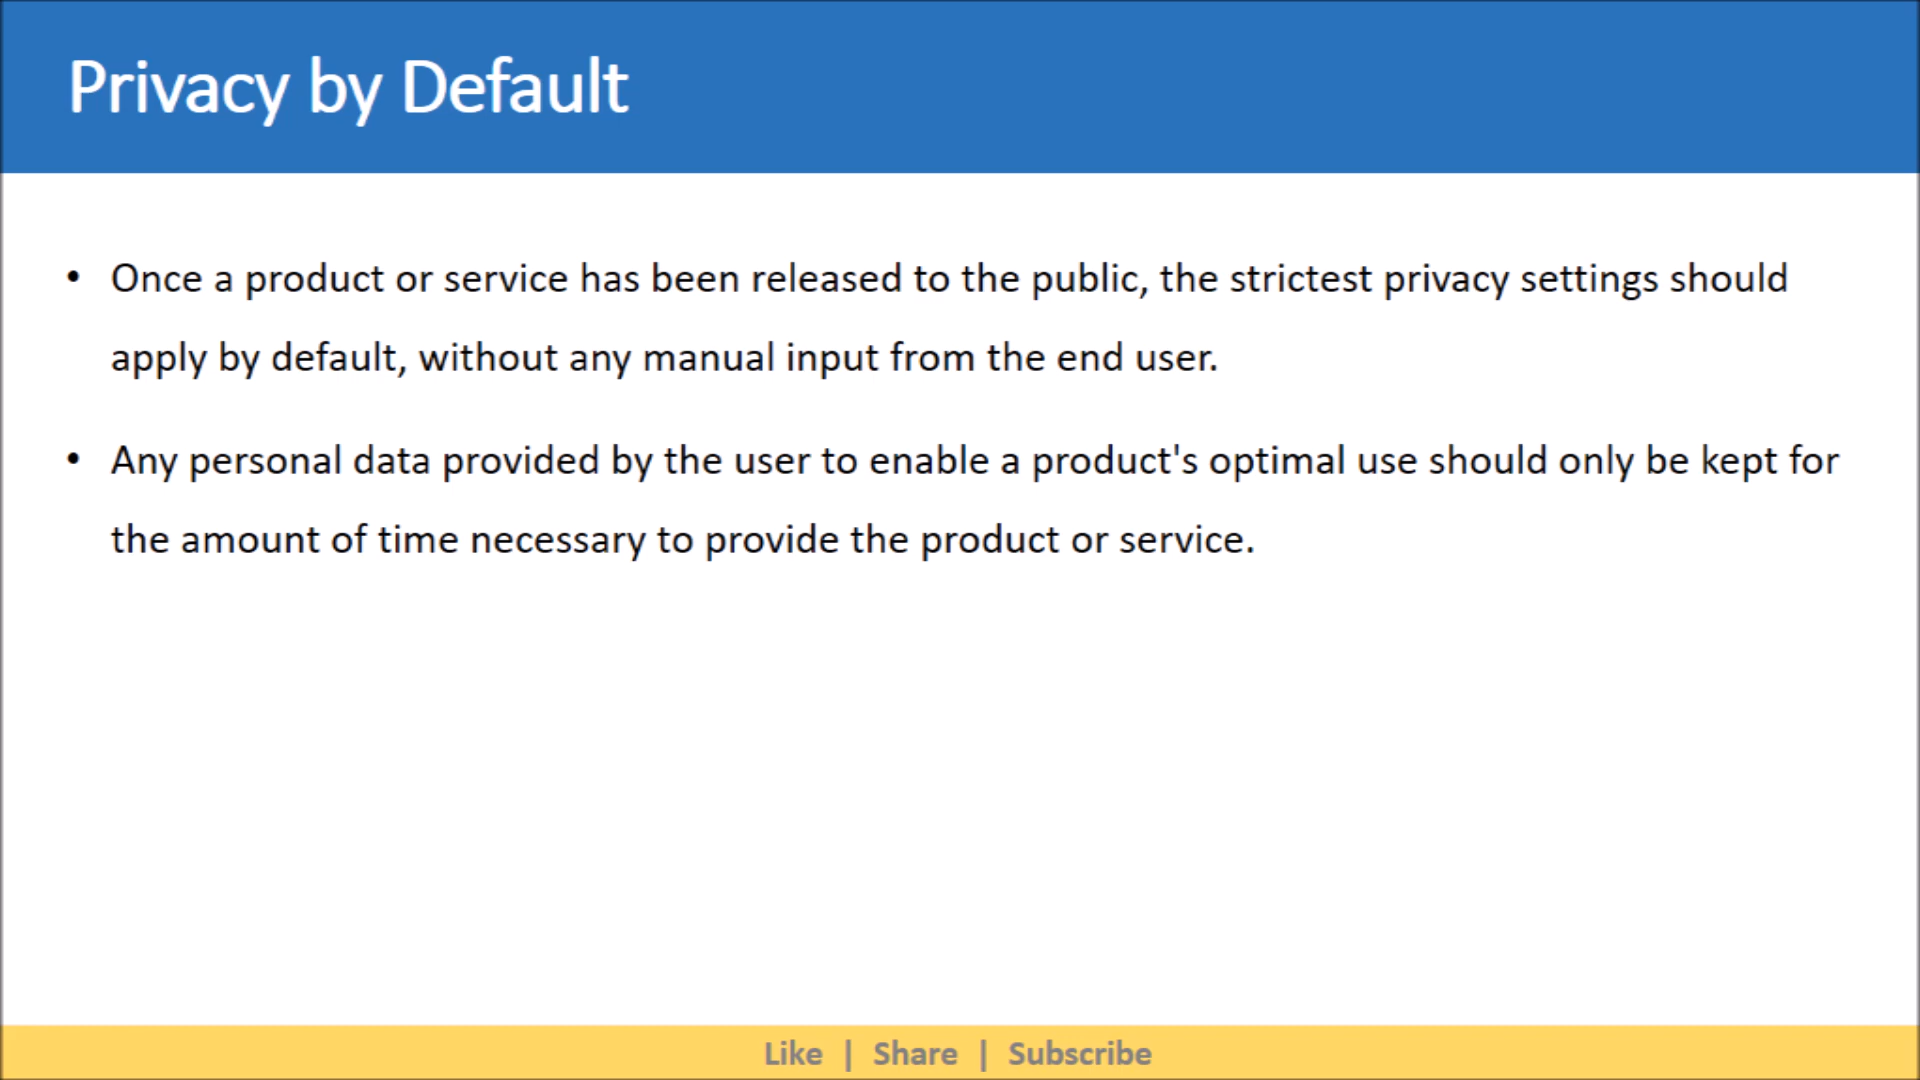 Privacy by Default
• Once a product or service has been released to the public, the strictest privacy settings should
apply by default, without any manual input from the end user.
• Any personal data provided by the user to enable a product's optimal use should only be kept for
the amount of time necessary to provide the product or service.
Like | Share | Subscribe